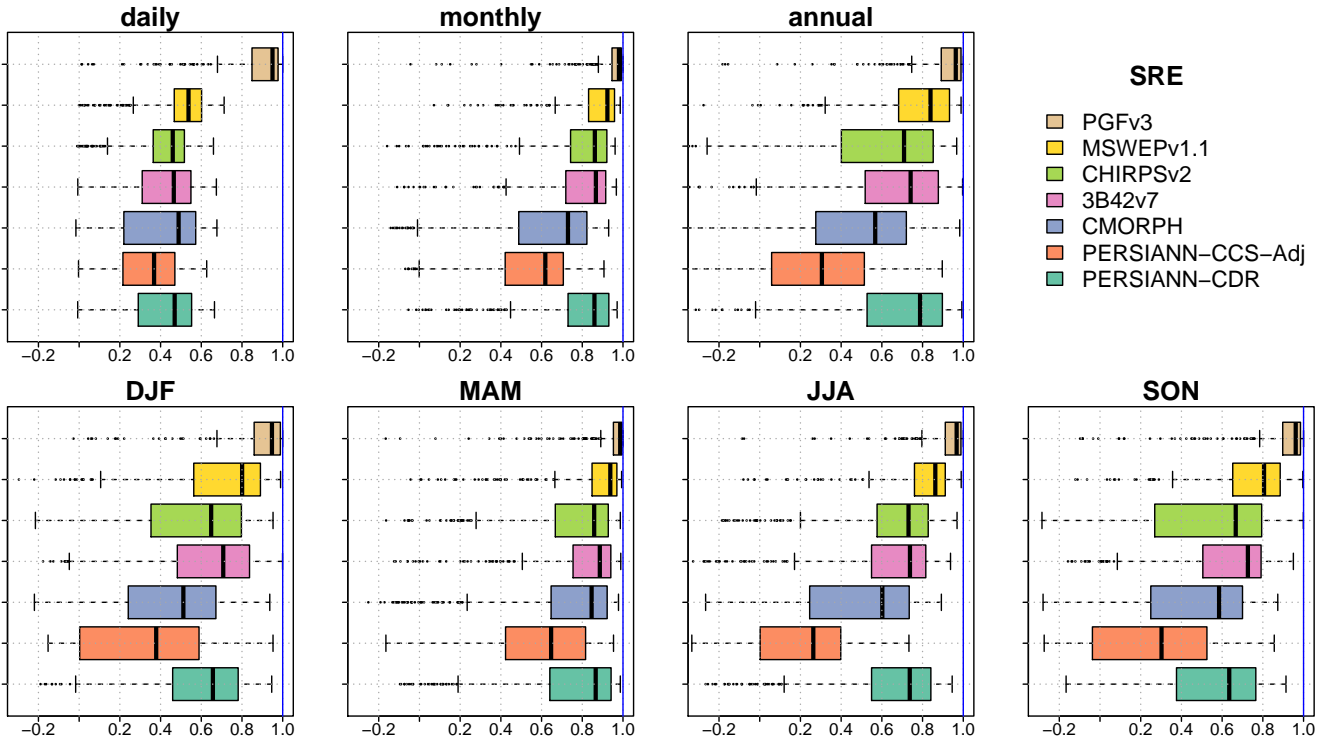 daily
monthly
annual
−0.2 0.2 0.4 0.6 0.8 1.0
−0.2 0.2 0.4 0.6 0.8 1.0
−0.2 0.2 0.4 0.6 0.8 1.0
SRE
PGFv3
MSWEPv1.1
CHIRPSv2
3B42v7
CMORPH
PERSIANN−CCS−Adj
PERSIANN−CDR
DJF
MAM
JJA
SON
−0.2 0.2 0.4 0.6 0.8 1.0
−0.2 0.2 0.4 0.6 0.8 1.0
−0.2 0.2 0.4 0.6 0.8 1.0
−0.2 0.2 0.4 0.6 0.8 1.0